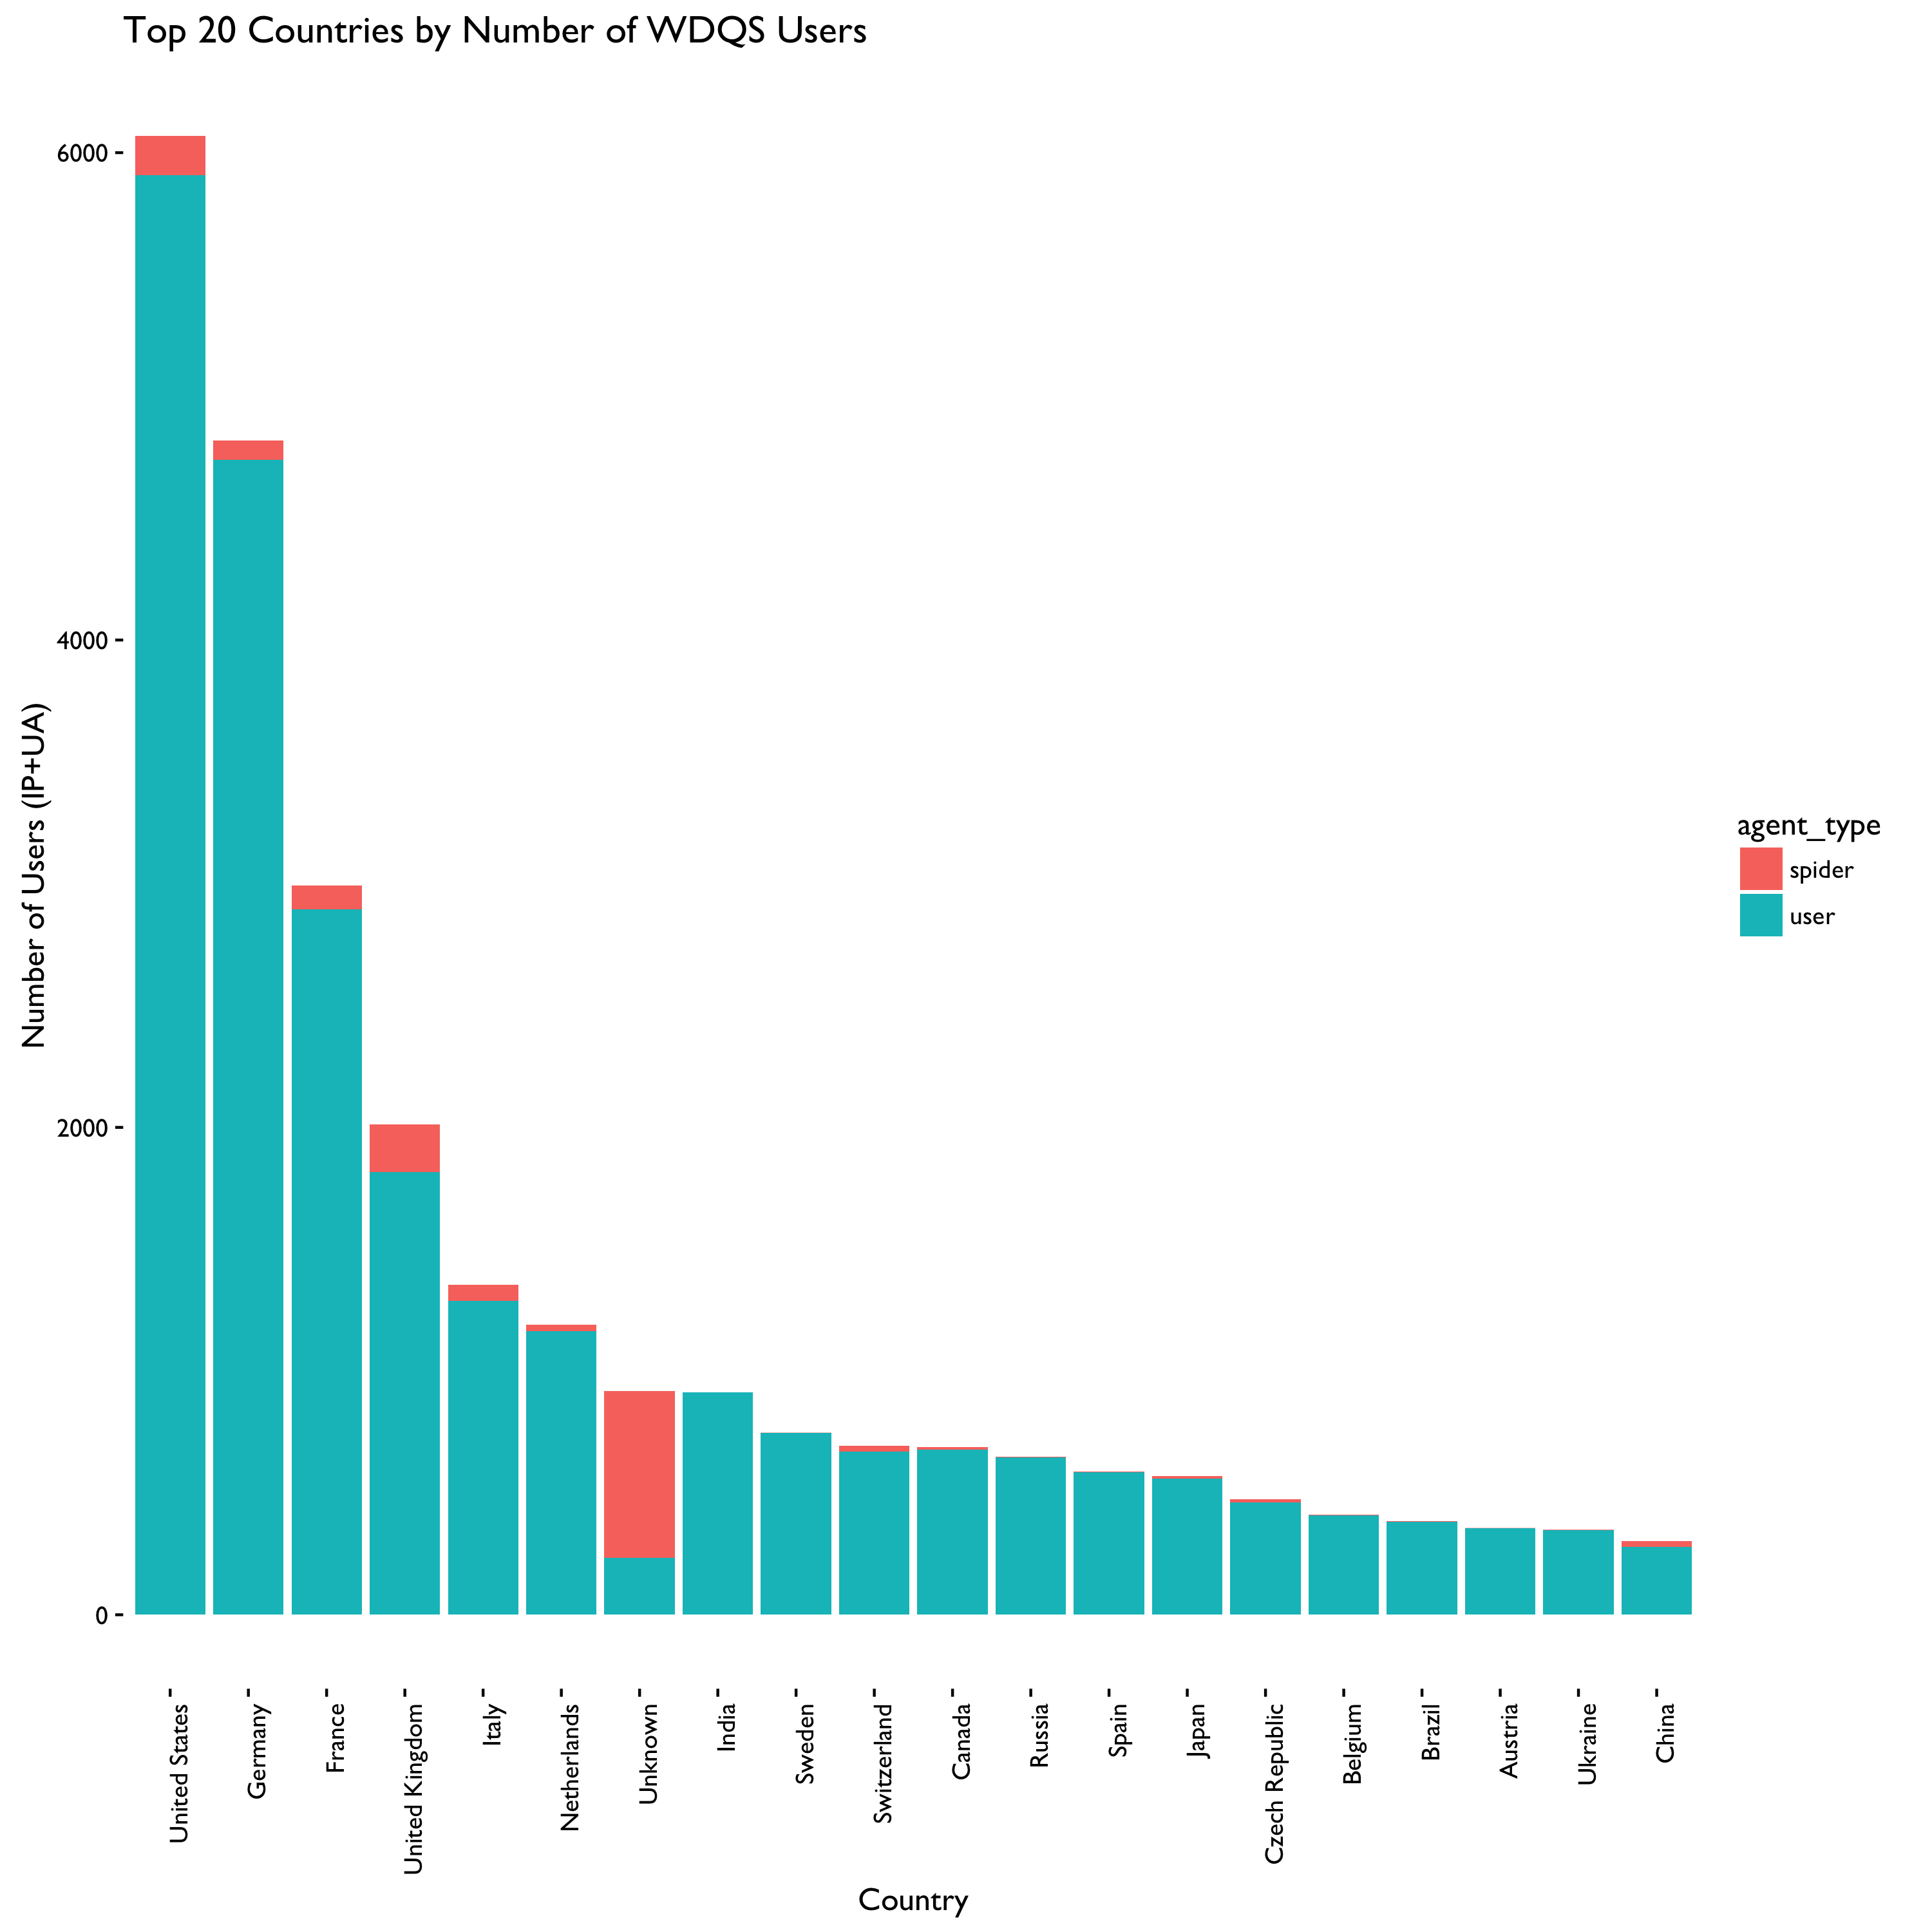 Top 20 Countries by Number of WDQS Users
Number of Users (IP+UA)
6000
4000
2000
0
United States
Germany
France
United Kingdom
Italy
Netherlands
Unknown
India
Sweden
Switzerland
Canada
Russia
Spain
Japan
Czech Republic
Belgium
Brazil
Austria
Ukraine
China
Country
agent_type
spider
user